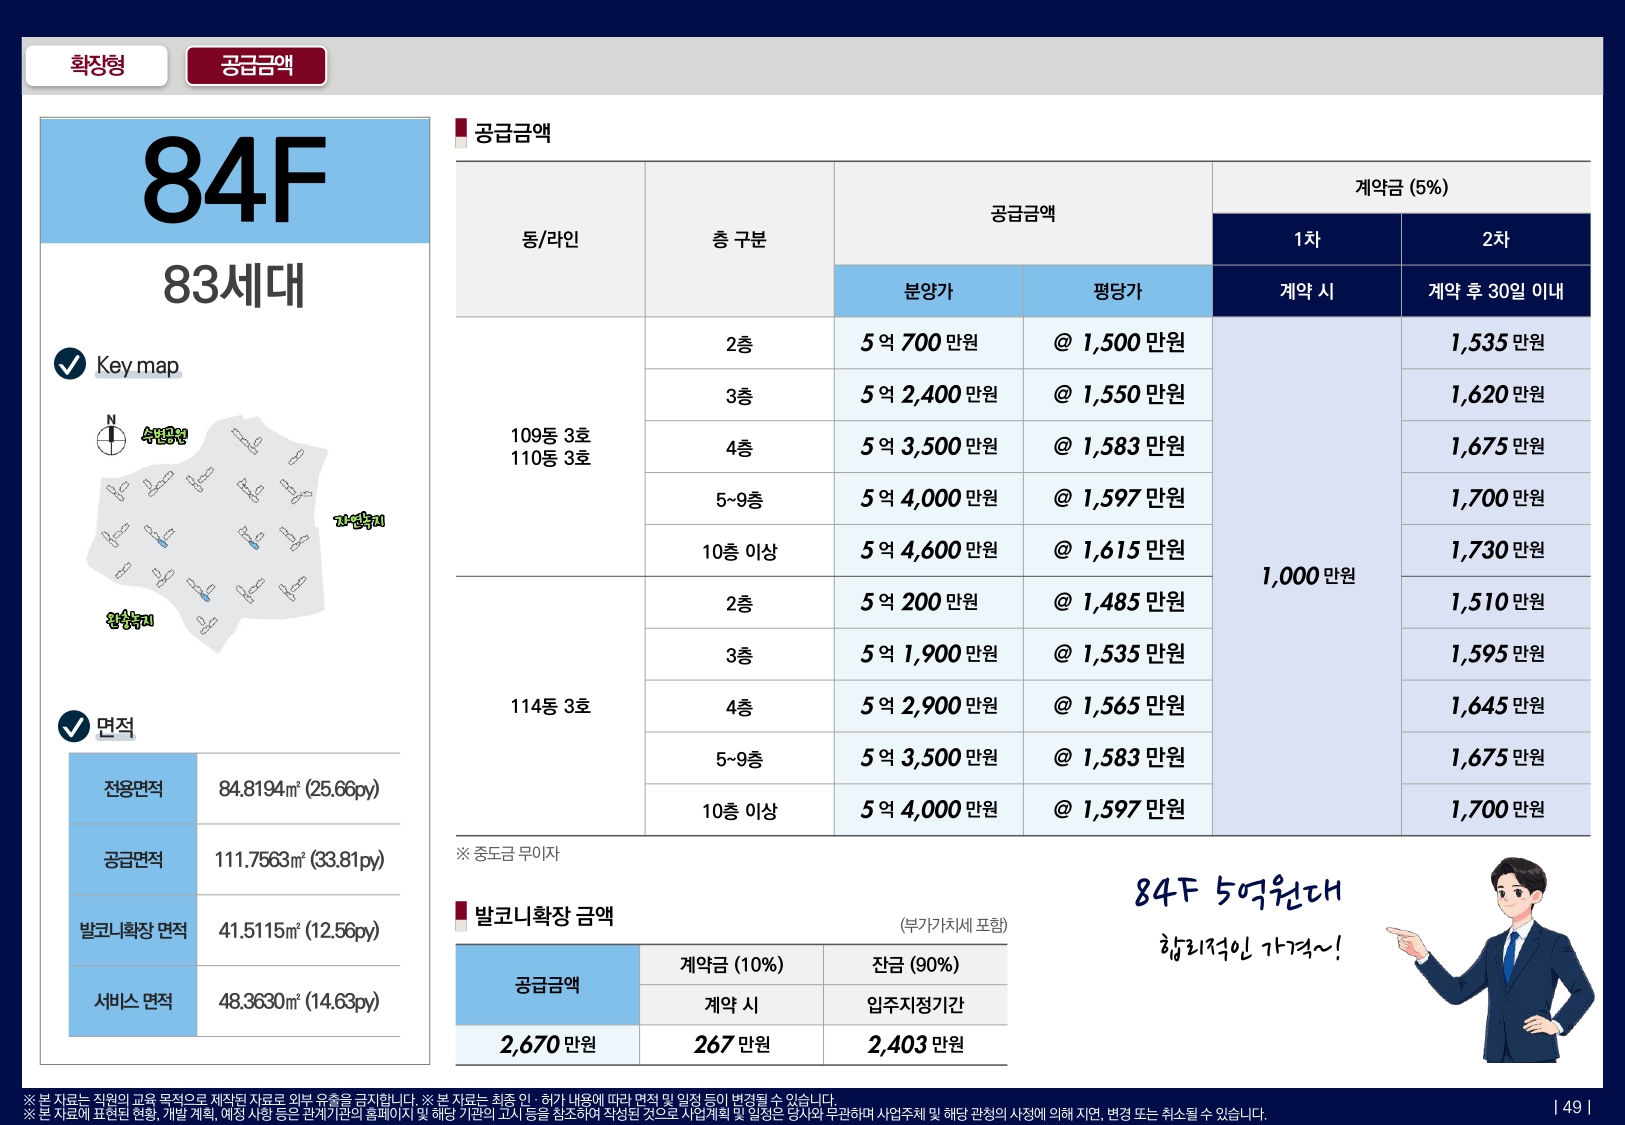 확장형
공급금액
84F
83세대
Key map
N
수변공원
자연녹지
완충녹지
면적
전용면적 84.8194㎡ (25.66py)
공급면적 111.7563㎡ (33.81py)
발코니확장 면적 41.5115㎡ (12.56py)
서비스 면적 48.3630㎡ (14.63py)
공급금액
동/라인 층 구분 공급금액 계약금 (5%)
1차 2차
분양가 평당가 계약 시 계약 후 30일 이내
109동 3호
110동 3호
2층 5억 700 만원 @ 1,500 만원 1,535 만원
3층 5억 2,400 만원 @ 1,550 만원 1,620 만원
4층 5억 3,500 만원 @ 1,583 만원 1,675 만원
5~9층 5억 4,000 만원 @ 1,597 만원 1,700 만원
10층 이상 5억 4,600 만원 @ 1,615 만원 1,730 만원
1,000 만원
114동 3호
2층 5억 200 만원 @ 1,485 만원 1,510 만원
3층 5억 1,900 만원 @ 1,535 만원 1,595 만원
4층 5억 2,900 만원 @ 1,565 만원 1,645 만원
5~9층 5억 3,500 만원 @ 1,583 만원 1,675 만원
10층 이상 5억 4,000 만원 @ 1,597 만원 1,700 만원
※ 중도금 무이자
발코니확장 금액
(부가가치세 포함)
공급금액 계약금 (10%) 잔금 (90%)
계약 시 입주지정기간
2,670 만원 267 만원 2,403 만원
84F 5억원대
합리적인 가격~!
※ 본 자료는 직원의 교육 목적으로 제작된 자료로 외부 유출을 금지합니다. ※ 본 자료는 최종 인 · 허가 내용에 따라 면적 및 일정 등이 변경될 수 있습니다.
※ 본 자료에 표현된 현황, 개발 계획, 예정 사항 등은 관계기관의 홈페이지 및 해당 기관의 고시 등을 참조하여 작성된 것으로 사업계획 및 일정은 당사와 무관하며 사업주체 및 해당 관청의 사정에 의해 지연, 변경 또는 취소될 수 있습니다.
| 49 |